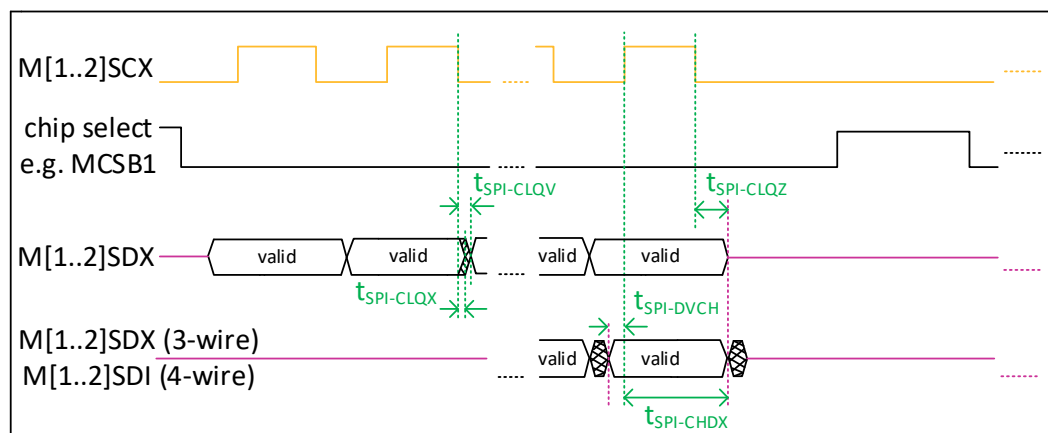 M[1..2]SCX
chip select
e.g. MCSB1
tSPI-CLQV
tSPI-CLQZ
M[1..2]SDX
valid
valid
valid
valid
tSPI-CLQX
tSPI-DVCH
M[1..2]SDX (3-wire)
M[1..2]SDI (4-wire)
valid
valid
tSPI-CHDX